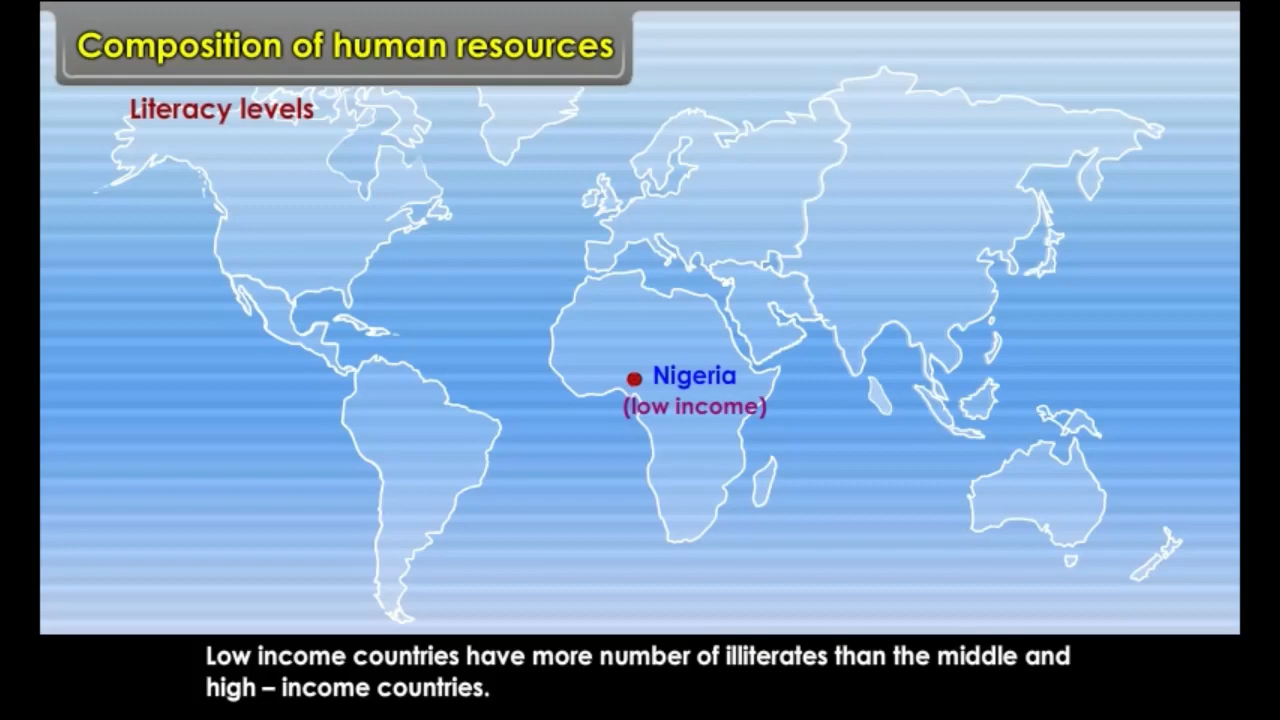 Composition of human resources
Literacy levels
Nigeria
(low income)
Low income countries have more number of illiterates than the middle and
high – income countries.